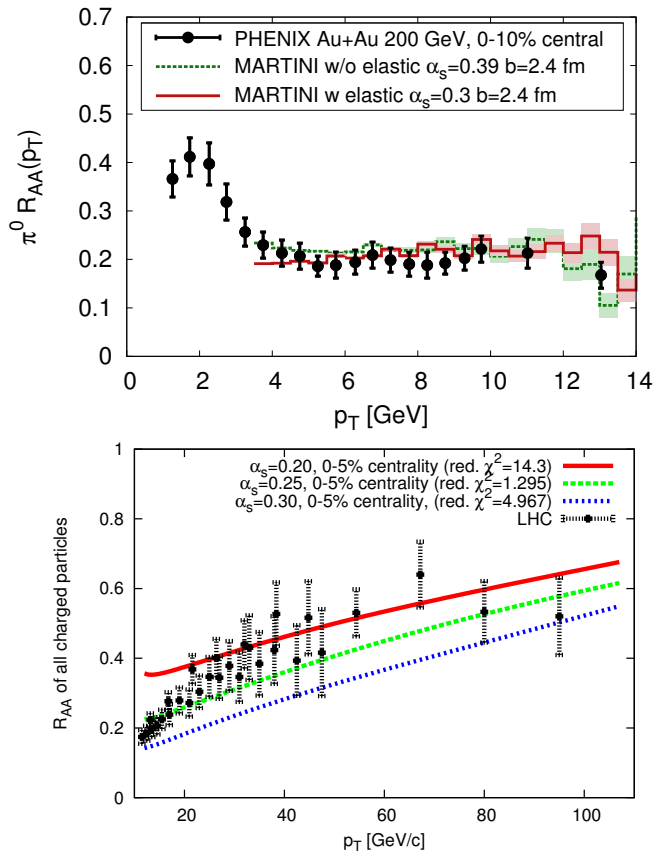 PHENIX Au+Au 200 GeV, 0-10% central
MARTINI w/o elastic αs=0.39 b=2.4 fm
MARTINI w elastic αs=0.3 b=2.4 fm
π0 RAA(pT)
0.7
0.6
0.5
0.4
0.3
0.2
0.1
0
0 2 4 6 8 10 12 14
pT [GeV]
αs=0.20, 0-5% centrality (red. χ2=14.3)
αs=0.25, 0-5% centrality (red. χ2=1.295)
αs=0.30, 0-5% centrality, (red. χ2=4.967)
LHC
RAA of all charged particles
1
0.8
0.6
0.4
0.2
0
20 40 60 80 100
pT [GeV/c]